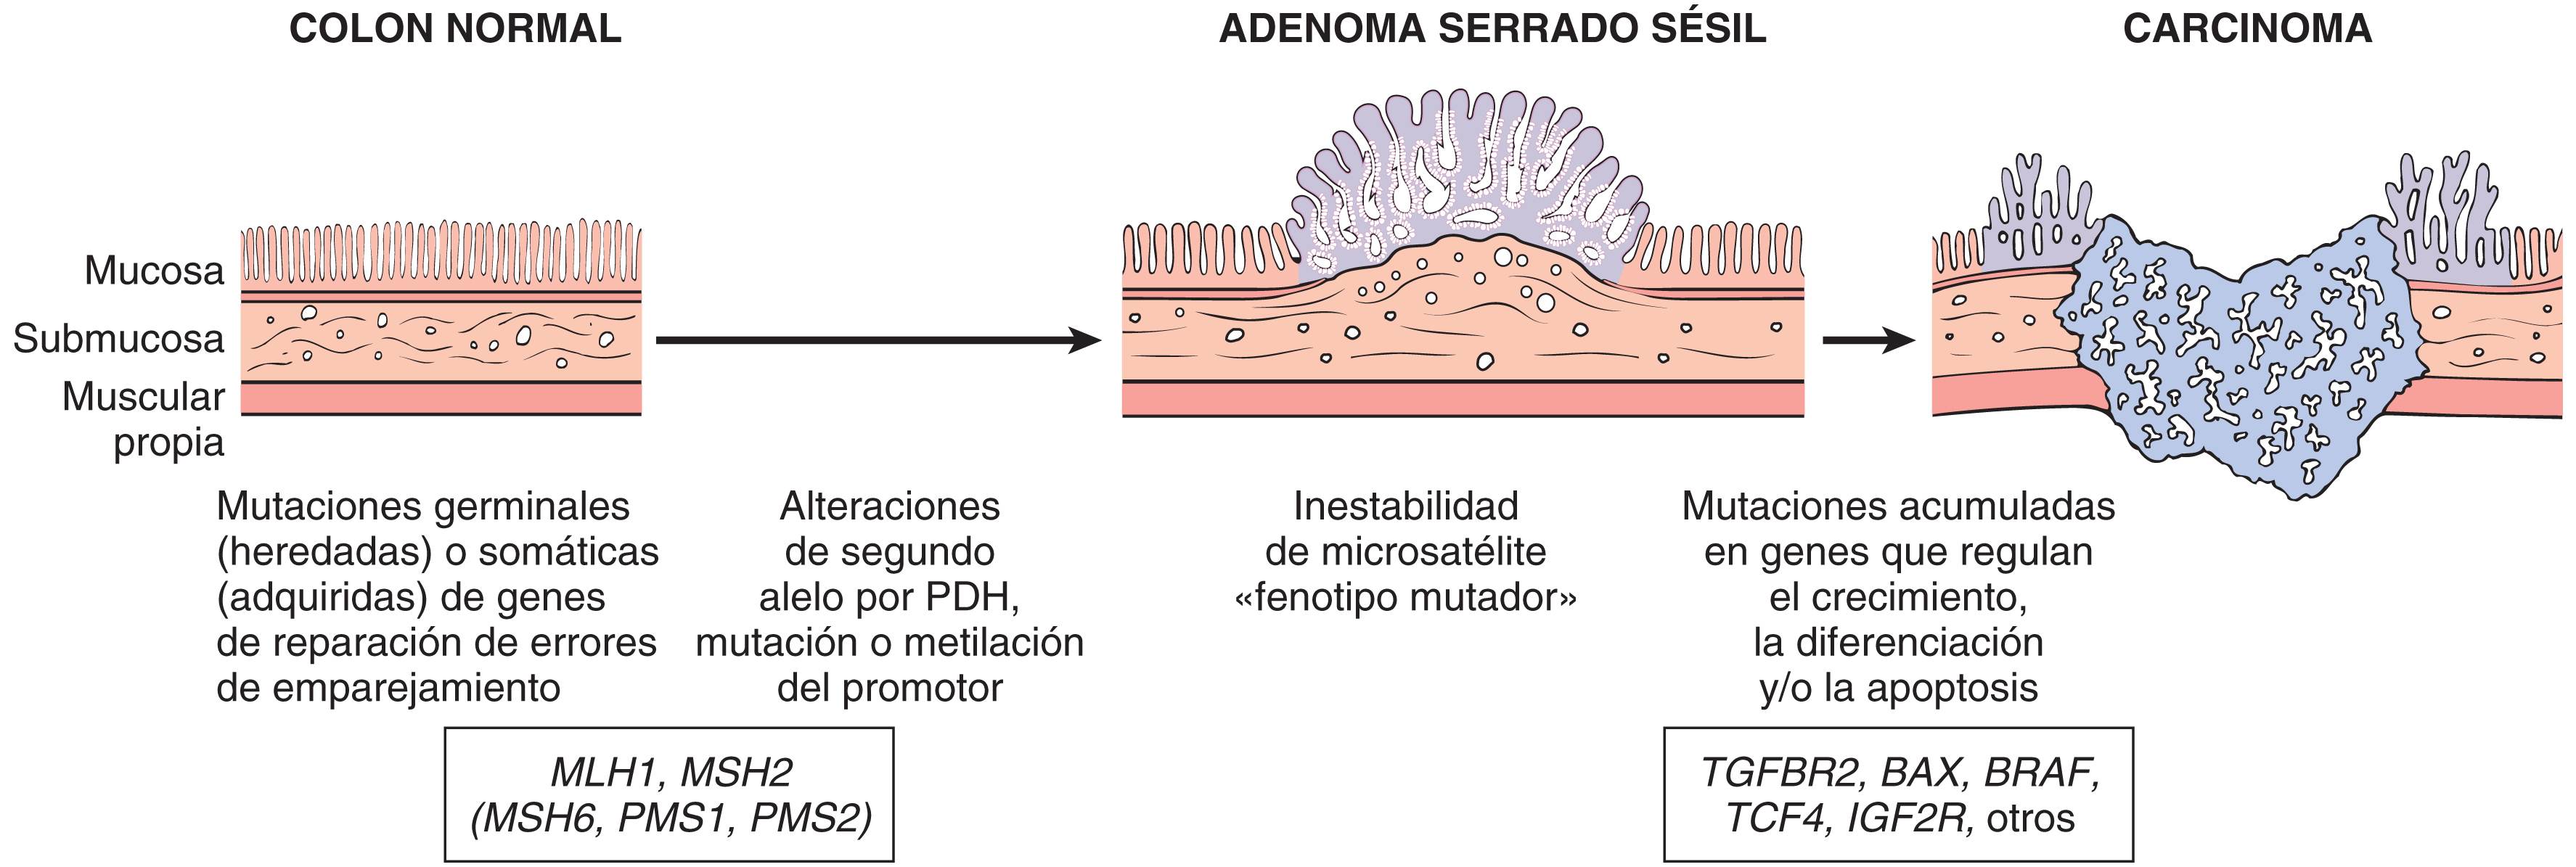 COLON NORMAL
ADENOMA SERRADO SÉSIL
CARCINOMA
Mucosa
Submucosa
Muscular
propia
Mutaciones germinales
(heredadas) o somáticas
(adquiridas) de genes
de reparación de errores
de emparejamiento
Alteraciones
de segundo
alelo por PDH,
mutación o metilación
del promotor
Inestabilidad
de microsatélite
«fenotipo mutador»
Mutaciones acumuladas
en genes que regulan
el crecimiento,
la diferenciación
y/o la apoptosis
MLH1, MSH2
(MSH6, PMS1, PMS2)
TGFBR2, BAX, BRAF,
TCF4, IGF2R, otros